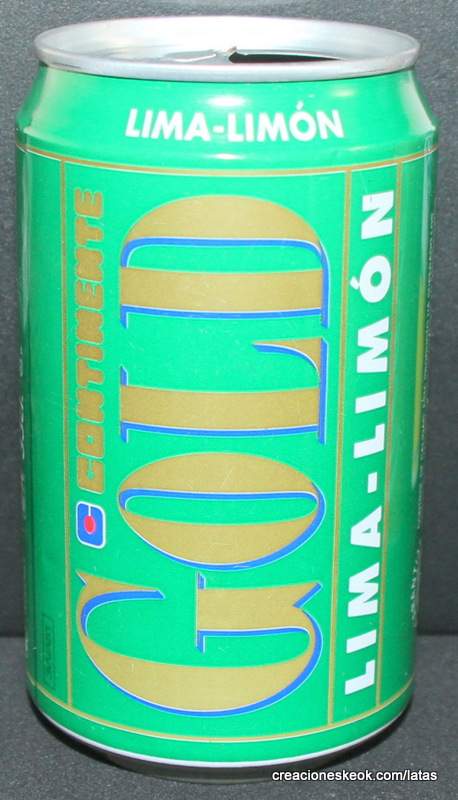 LIMA-LIMÓN
CONTINENTE
GOLD
LIMA-LIMÓN
creacioneskeok.com/latas